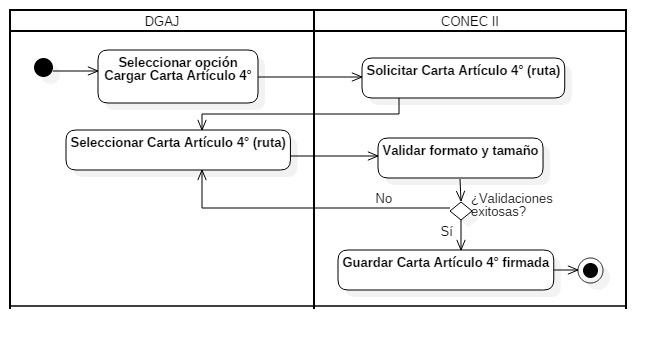 DGAJ
CONEC II
Seleccionar opción
Cargar Carta Artículo 4°
Solicitar Carta Artículo 4° (ruta)
Seleccionar Carta Artículo 4° (ruta)
Validar formato y tamaño
No
¿Validaciones
exitosas?
Sí
Guardar Carta Artículo 4° firmada